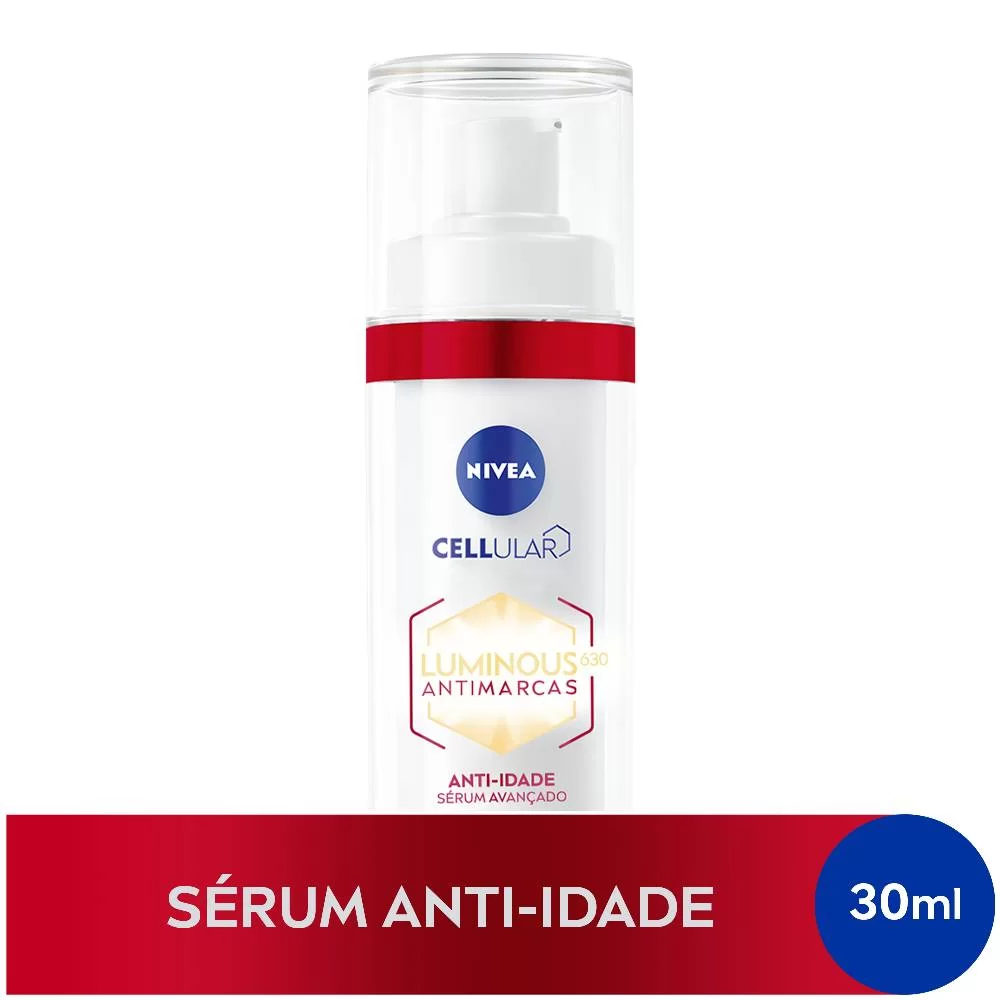 NIVEA
CELLULAR
LUMINOUS630
ANTIMARCAS
ANTI-IDADE
SÉRUM AVANÇADO
SÉRUM ANTI-IDADE
30ml